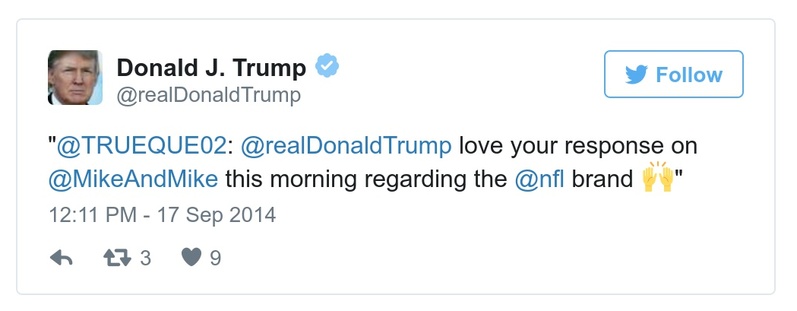 Donald J. Trump
Follow
@realDonaldTrump
"@TRUEQUE02: @realDonaldTrump love your response on
@MikeAndMike this morning regarding the @nfl brand 🙌"
12:11 PM - 17 Sep 2014
3 9